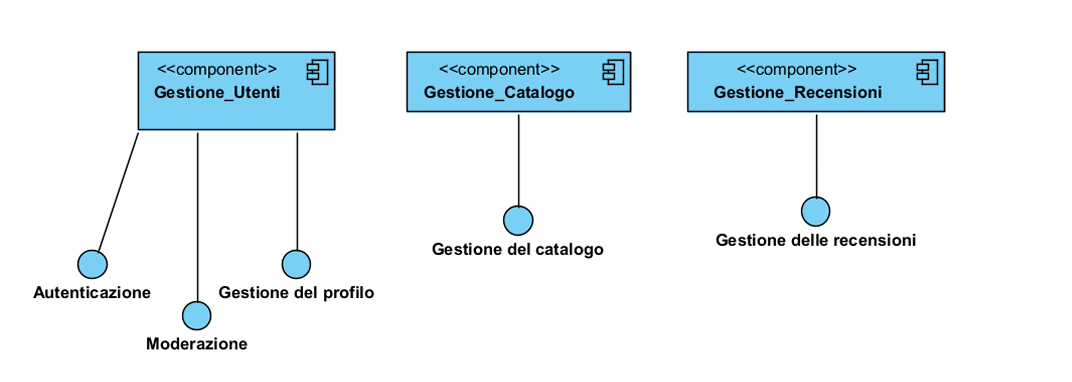 <<component>>
Gestione_Utenti
<<component>>
Gestione_Catalogo
<<component>>
Gestione_Recensioni
Autenticazione
Moderazione
Gestione del profilo
Gestione del catalogo
Gestione delle recensioni